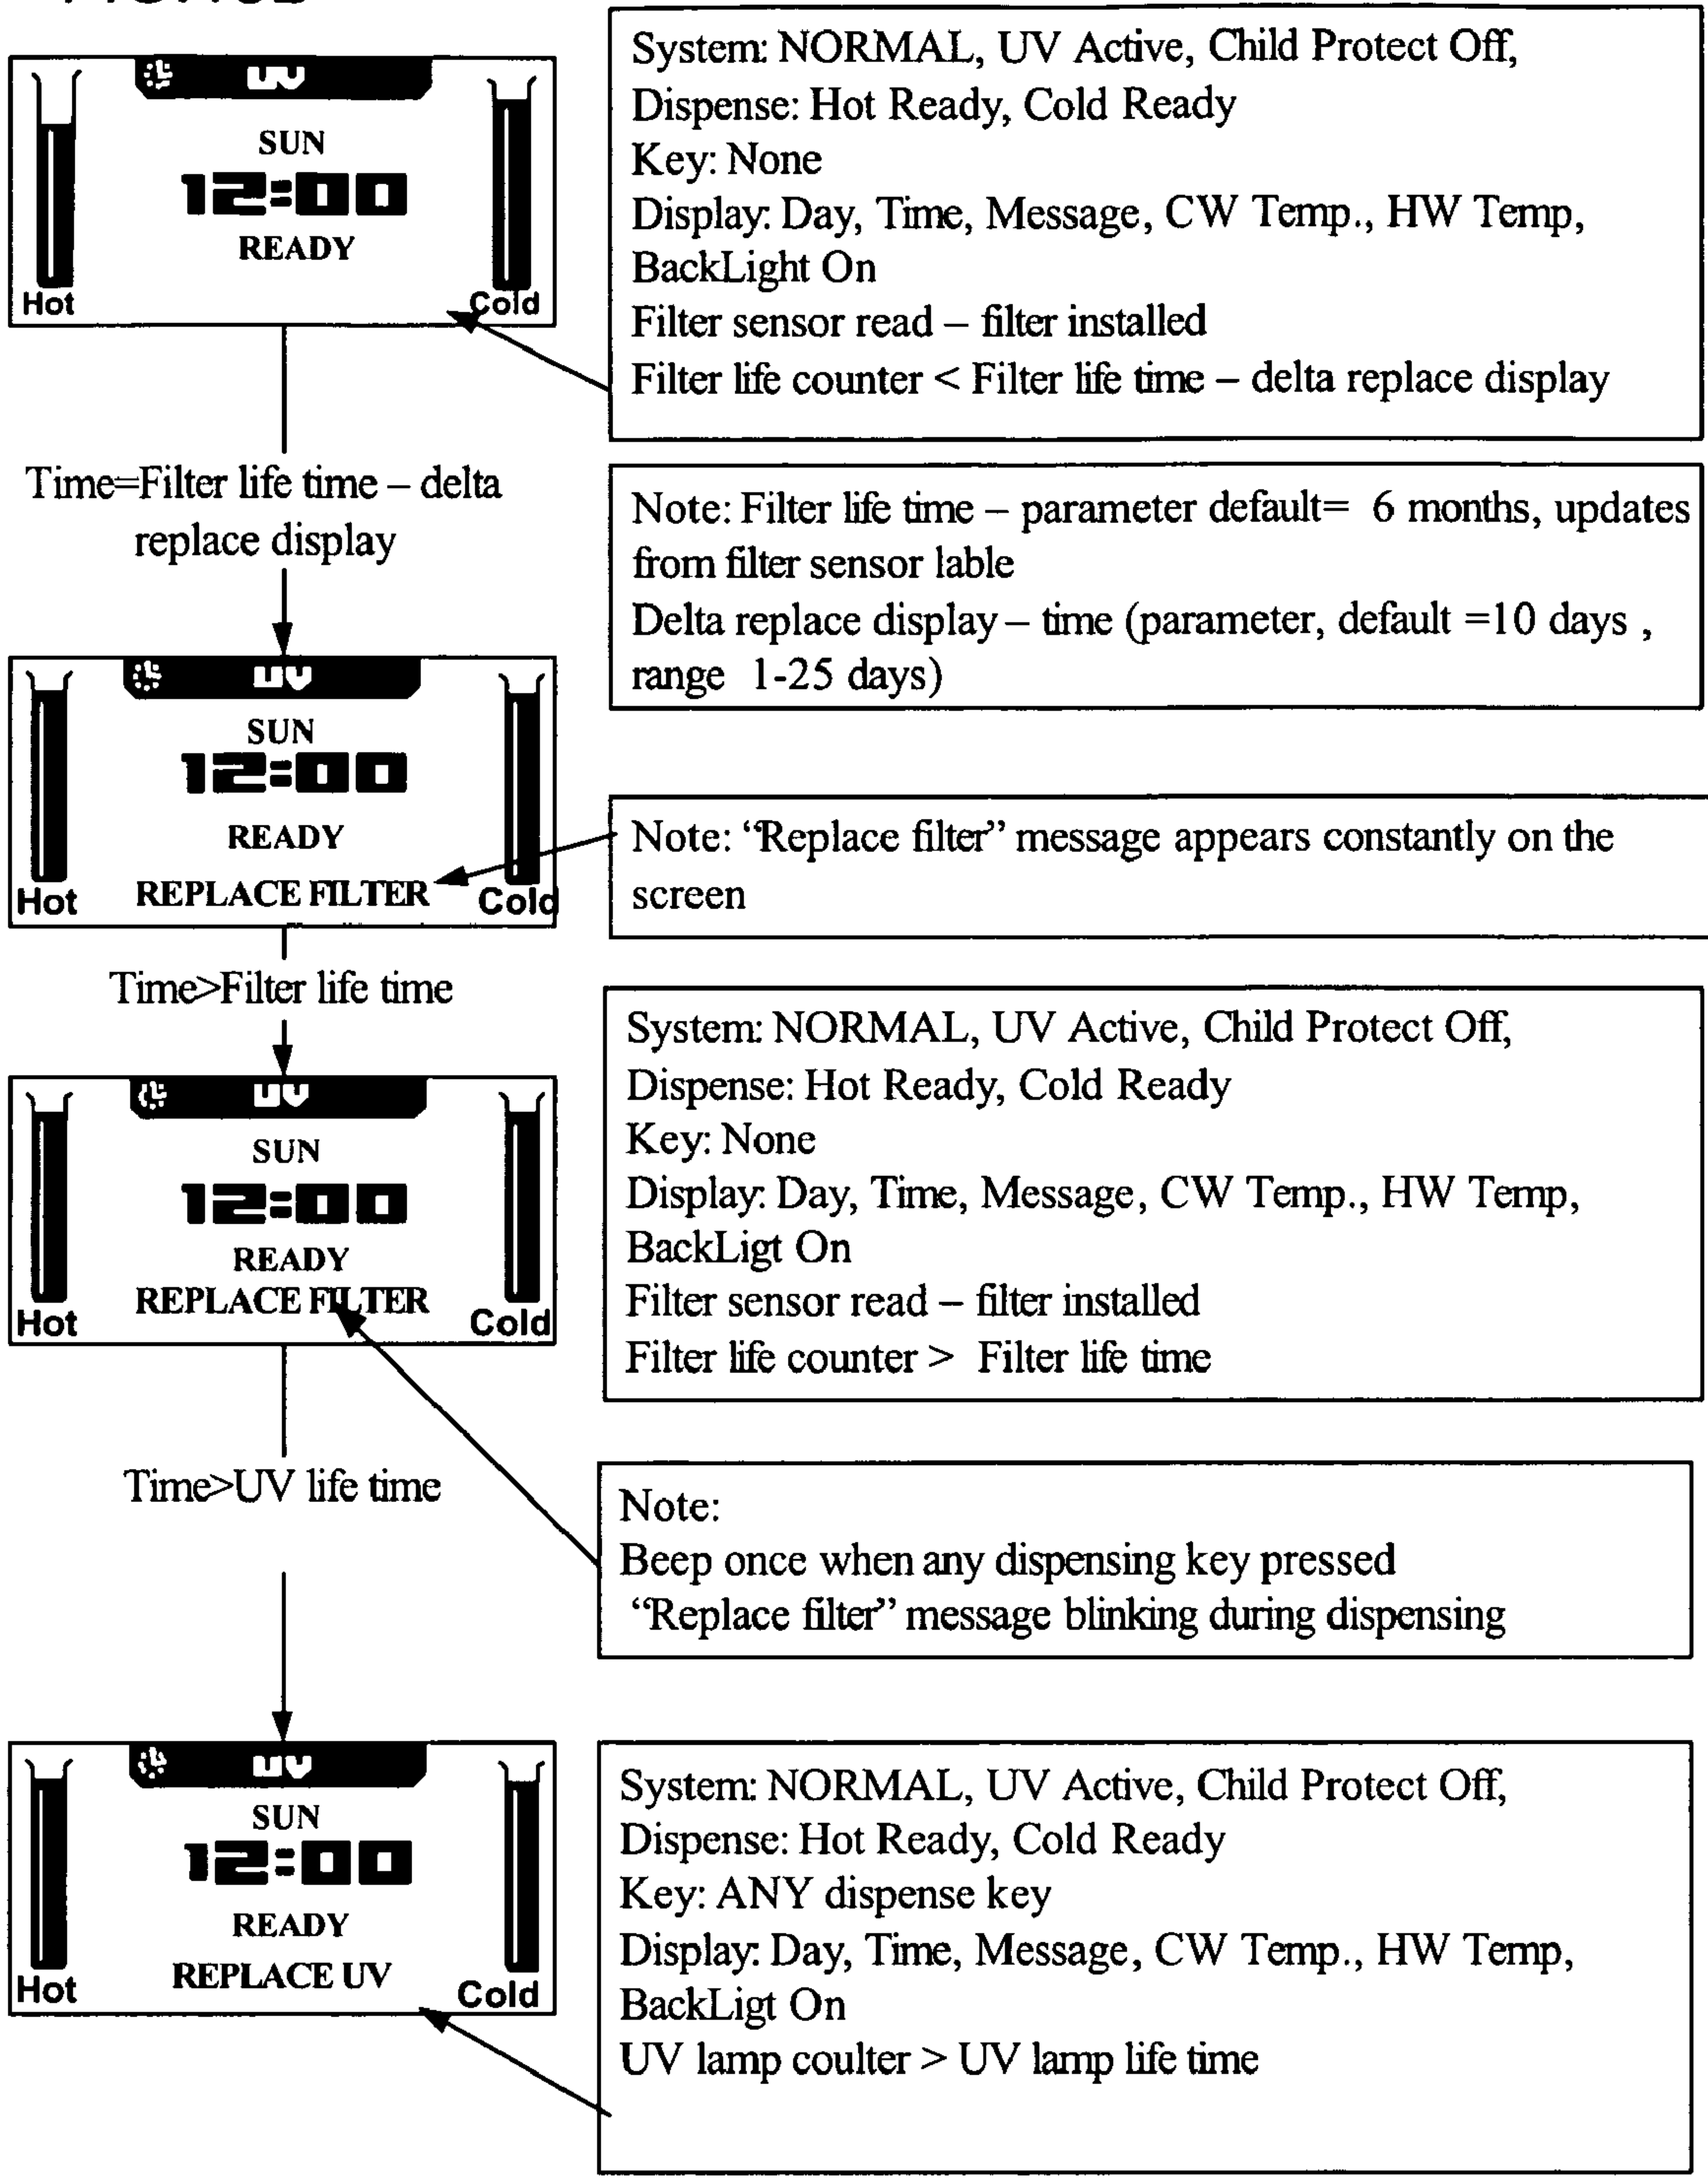 UV
SUN
12:00
READY
Hot
Cold
System: NORMAL, UV Active, Child Protect Off,
Dispense: Hot Ready, Cold Ready
Key: None
Display: Day, Time, Message, CW Temp., HW Temp,
BackLight On
Filter sensor read – filter installed
Filter life counter < Filter life time – delta replace display
Time=Filter life time – delta
replace display
Note: Filter life time – parameter default= 6 months, updates
from filter sensor lable
Delta replace display – time (parameter, default =10 days ,
range 1-25 days)
UV
SUN
12:00
READY
REPLACE FILTER
Hot
Cold
Note: “Replace filter” message appears constantly on the
screen
Time>Filter life time
UV
SUN
12:00
READY
REPLACE FILTER
Hot
Cold
System: NORMAL, UV Active, Child Protect Off,
Dispense: Hot Ready, Cold Ready
Key: None
Display: Day, Time, Message, CW Temp., HW Temp,
BackLigt On
Filter sensor read – filter installed
Filter life counter > Filter life time
Time>UV life time
Note:
Beep once when any dispensing key pressed
“Replace filter” message blinking during dispensing
UV
SUN
12:00
READY
REPLACE UV
Hot
Cold
System: NORMAL, UV Active, Child Protect Off,
Dispense: Hot Ready, Cold Ready
Key: ANY dispense key
Display: Day, Time, Message, CW Temp., HW Temp,
BackLigt On
UV lamp coulter > UV lamp life time